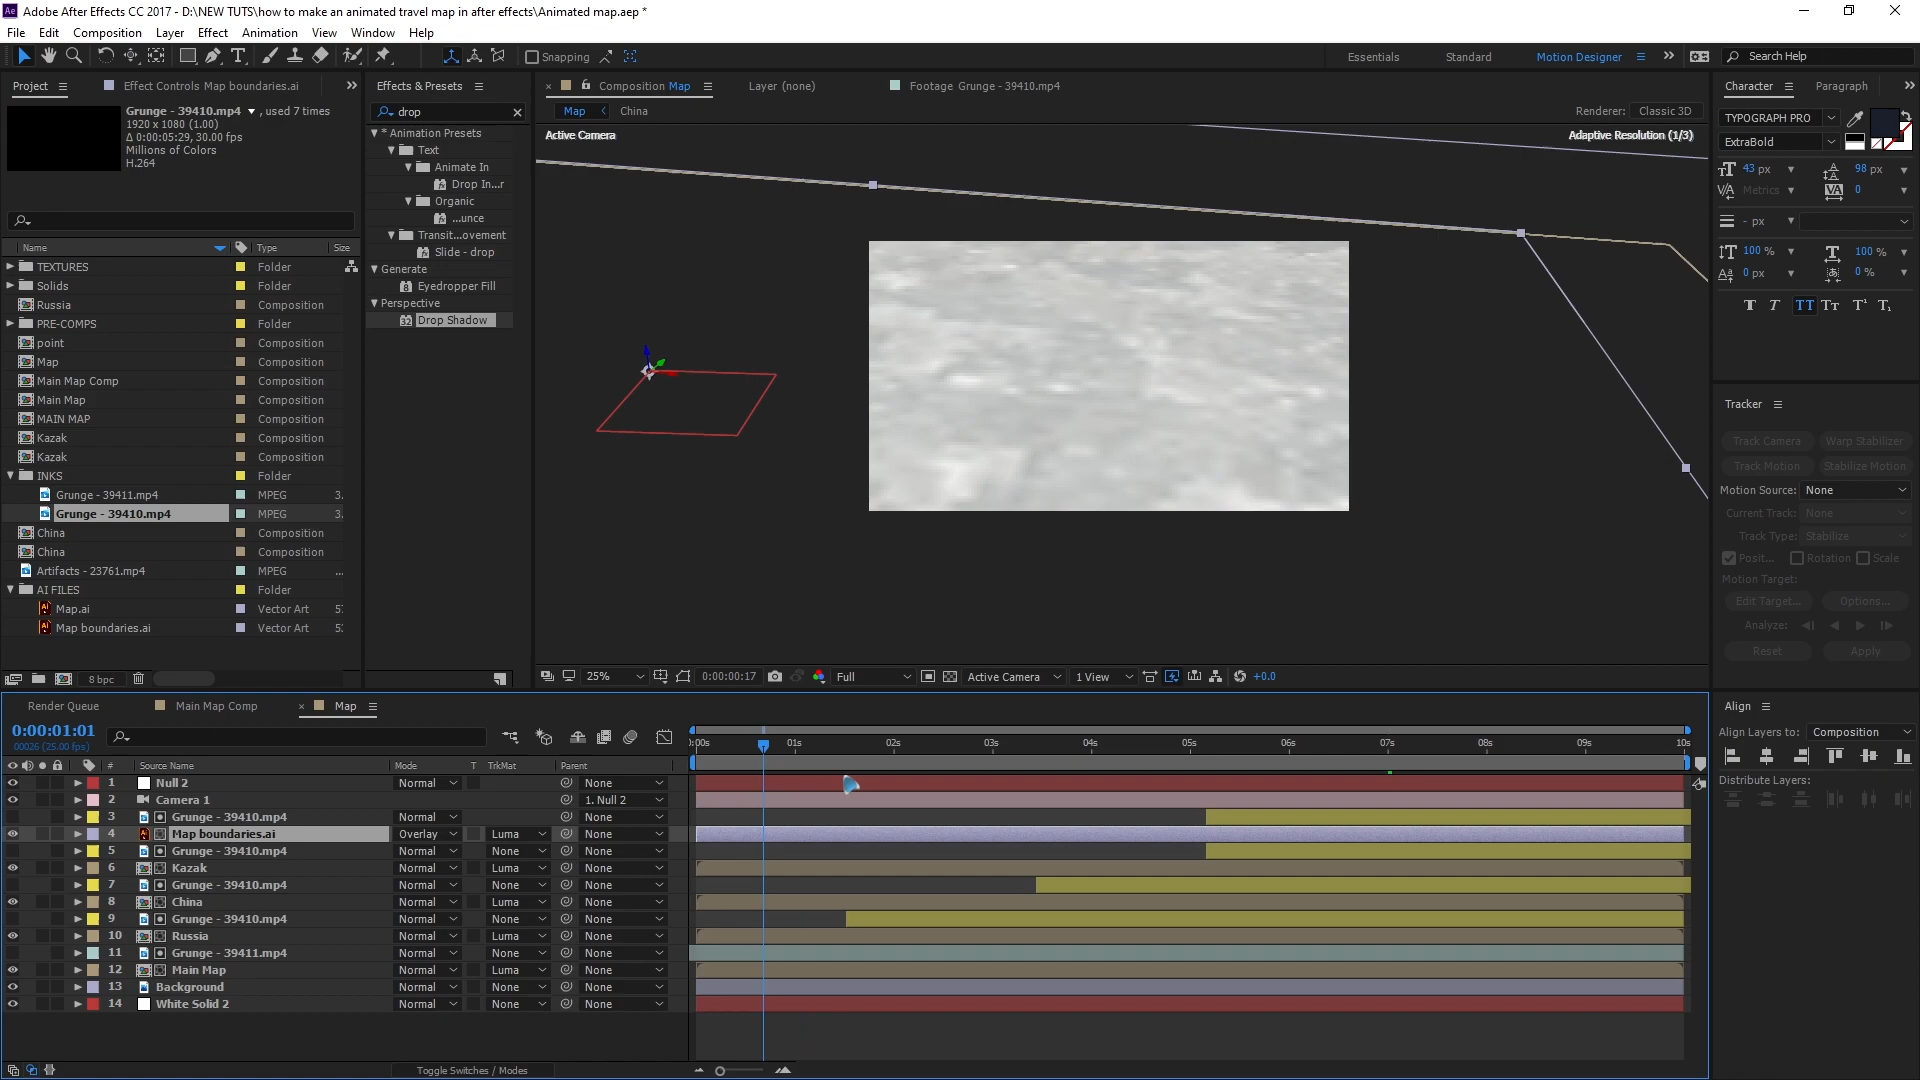 Adobe After Effects CC 2017 - D:\NEW TUTS\how to make an animated travel map in after effects\Animated map.aep *
File Edit Composition Layer Effect Animation View Window Help
Snapping Essentials Standard Motion Designer Search Help
Project Effect Controls Map boundaries.ai Effects & Presets Composition Map Layer (none) Footage Grunge - 39410.mp4 Character Paragraph
Grunge - 39410.mp4 , used 7 times
1920 x 1080 (1.00)
Δ 0:00:05:29, 30.00 fps
Millions of Colors
H.264
drop
Map China Renderer: Classic 3D
Active Camera Adaptive Resolution (1/3)
* Animation Presets
Text
Animate In
Drop In...r
Organic
...unce
Transit...ovement
Slide - drop
Generate
Eyedropper Fill
Perspective
Drop Shadow
TYPOGRAPH PRO
ExtraBold
43 px 98 px
Metrics 0
- px
100 % 100 %
0 px 0 %
Name Type Size
TEXTURES Folder
Solids Folder
Russia Composition
PRE-COMPS Folder
point Composition
Map Composition
Main Map Comp Composition
Main Map Composition
MAIN MAP Composition
Kazak Composition
Kazak Composition
INKS Folder
Grunge - 39411.mp4 MPEG 3.
Grunge - 39410.mp4 MPEG 3.
China Composition
China Composition
Artifacts - 23761.mp4 MPEG ...
AI FILES Folder
Map.ai Vector Art
Map boundaries.ai Vector Art
8 bpc
Tracker
Track Camera Warp Stabilizer
Track Motion Stabilize Motion
Motion Source: None
Current Track: None
Track Type: Stabilize
Posit... Rotation Scale
Motion Target:
Edit Target... Options...
Analyze:
Reset Apply
25% 0:00:00:17 Full Active Camera 1 View +0.0
Render Queue Main Map Comp Map
0:00:01:01
00026 (25.00 fps)
):00s 01s 02s 03s 04s 05s 06s 07s 08s 09s 10s
# Source Name Mode T TrkMat Parent
1 Null 2 Normal None
2 Camera 1 1. Null 2
3 Grunge - 39410.mp4 Normal None
4 Map boundaries.ai Overlay Luma None
5 Grunge - 39410.mp4 Normal None None
6 Kazak Normal Luma None
7 Grunge - 39410.mp4 Normal None None
8 China Normal Luma None
9 Grunge - 39410.mp4 Normal None None
10 Russia Normal Luma None
11 Grunge - 39411.mp4 Normal None None
12 Main Map Normal Luma None
13 Background Normal None None
14 White Solid 2 Normal None None
Toggle Switches / Modes
Align
Align Layers to: Composition
Distribute Layers: